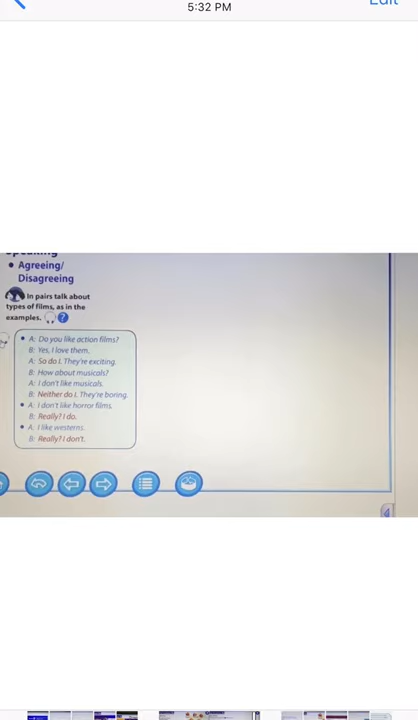 5:32 PM
Edit
Speaking
• Agreeing/
Disagreeing
In pairs talk about
types of films, as in the
examples.
?
• A: Do you like action films?
B: Yes, I love them.
A: So do I. They're exciting.
B: How about musicals?
A: I don't like musicals.
B: Neither do I. They're boring.
• A: I don't like horror films.
B: Really? I do.
• A: I like westerns.
B: Really? I don't.